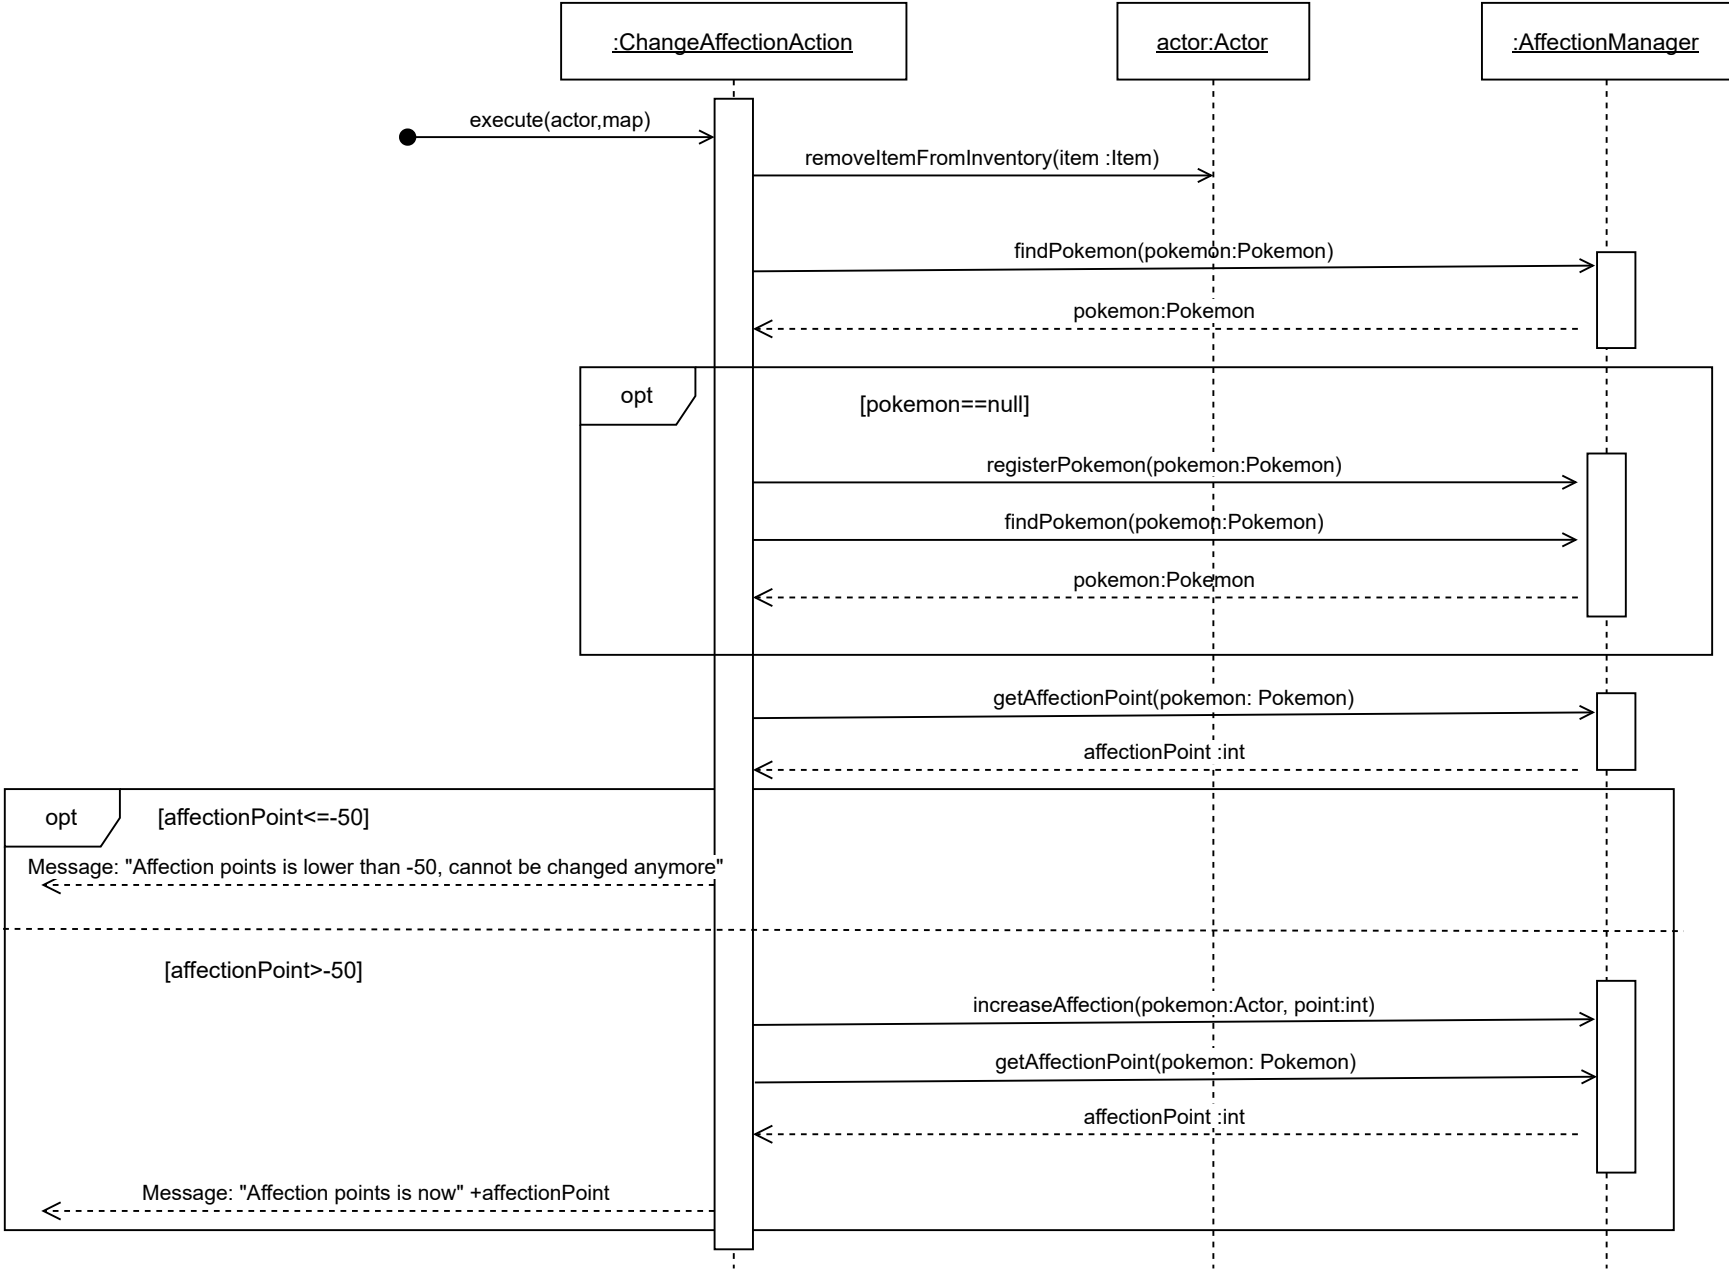 :ChangeAffectionAction
actor:Actor
:AffectionManager
execute(actor,map)
removeItemFromInventory(item :Item)
findPokemon(pokemon:Pokemon)
pokemon:Pokemon
opt
[pokemon==null]
registerPokemon(pokemon:Pokemon)
findPokemon(pokemon:Pokemon)
pokemon:Pokemon
getAffectionPoint(pokemon: Pokemon)
affectionPoint :int
opt
[affectionPoint<=-50]
Message: "Affection points is lower than -50, cannot be changed anymore"
[affectionPoint>-50]
increaseAffection(pokemon:Actor, point:int)
getAffectionPoint(pokemon: Pokemon)
affectionPoint :int
Message: "Affection points is now" +affectionPoint